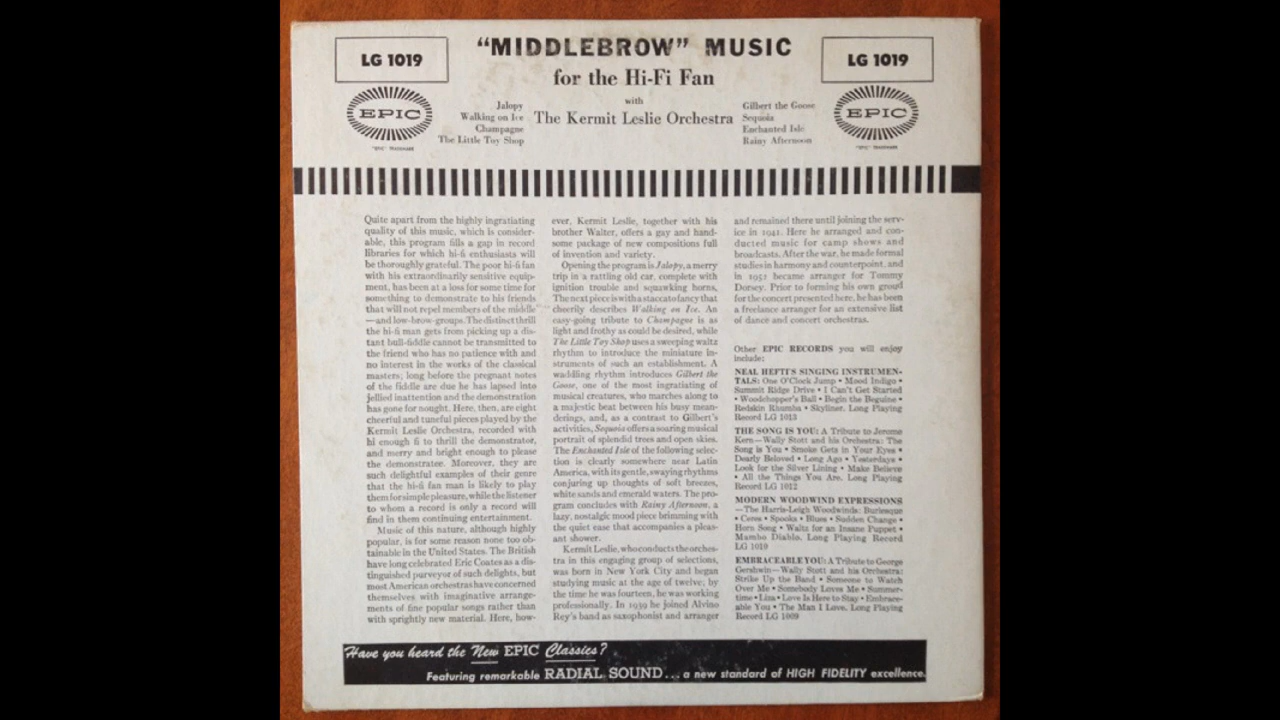 "MIDDLEBROW" MUSIC
for the Hi-Fi Fan
with
The Kermit Leslie Orchestra
LG 1019
EPIC
"EPIC" TRADEMARK
Jalopy
Walking on Ice
Champagne
The Little Toy Shop
Gilbert the Goose
Sequoia
Enchanted Isle
Rainy Afternoon
LG 1019
EPIC
"EPIC" TRADEMARK
Quite apart from the highly ingratiating
quality of this music, which is consider-
able, this program fills a gap in record
libraries for which hi-fi enthusiasts will
be thoroughly grateful. The poor hi-fi fan
with his extraordinarily sensitive equip-
ment, has been at a loss for some time for
something to demonstrate to his friends
that will not repel members of the middle
—and low-brow-groups. The distinct thrill
the hi-fi man gets from picking up a dis-
tant bull-fiddle cannot be transmitted to
the friend who has no patience with and
no interest in the works of the classical
masters; long before the pregnant notes
of the fiddle are due he has lapsed into
jellied inattention and the demonstration
has gone for nought. Here, then, are eight
cheerful and tuneful pieces played by the
Kermit Leslie Orchestra, recorded with
hi enough fi to thrill the demonstrator,
and merry and bright enough to please
the demonstratee. Moreover, they are
such delightful examples of their genre
that the hi-fi fan man is likely to play
them for simple pleasure, while the listener
to whom a record is only a record will
find in them continuing entertainment.
Music of this nature, although highly
popular, is for some reason none too ob-
tainable in the United States. The British
have long celebrated Eric Coates as a dis-
tinguished purveyor of such delights, but
most American orchestras have concerned
themselves with imaginative arrange-
ments of fine popular songs rather than
with sprightly new material. Here, how-
ever, Kermit Leslie, together with his
brother Walter, offers a gay and hand-
some package of new compositions full
of invention and variety.
Opening the program is Jalopy, a merry
trip in a rattling old car, complete with
ignition trouble and squawking horns,
The next piece is with a staccato fancy that
cheerily describes Walking on Ice. An
easy-going tribute to Champagne is as
light and frothy as could be desired, while
The Little Toy Shop uses a sweeping waltz
rhythm to introduce the miniature in-
struments of such an establishment. A
waddling rhythm introduces Gilbert the
Goose, one of the most ingratiating of
musical creatures, who marches along to
a majestic beat between his busy mean-
derings, and, as a contrast to Gilbert's
activities, Sequoia offers a soaring musical
portrait of splendid trees and open skies.
The Enchanted Isle of the following selec-
tion is clearly somewhere near Latin
America, with its gentle, swaying rhythms
conjuring up thoughts of soft breezes,
white sands and emerald waters. The pro-
gram concludes with Rainy Afternoon, a
lazy, nostalgic mood piece brimming with
the quiet ease that accompanies a pleas-
ant shower.
Kermit Leslie, who conducts the orches-
tra in this engaging group of selections,
was born in New York City and began
studying music at the age of twelve; by
the time he was fourteen, he was working
professionally. In 1939 he joined Alvino
Rey's band as saxophonist and arranger
and remained there until joining the serv-
ice in 1941. Here he arranged and con-
ducted music for camp shows and
broadcasts. After the war, he made formal
studies in harmony and counterpoint, and
in 1952 became arranger for Tommy
Dorsey. Prior to forming his own group
for the concert presented here, he has been
a freelance arranger for an extensive list
of dance and concert orchestras.
Other EPIC RECORDS you will enjoy
include:
NEAL HEFTI'S SINGING INSTRUMEN-
TALS: One O'Clock Jump • Mood Indigo •
Summit Ridge Drive • I Can't Get Started
• Woodchopper's Ball • Begin the Beguine •
Redskin Rhumba • Skyliner. Long Playing
Record LG 1013
THE SONG IS YOU: A Tribute to Jerome
Kern—Wally Stott and his Orchestra: The
Song is You • Smoke Gets in Your Eyes •
Dearly Beloved • Long Ago • Yesterdays •
Look for the Silver Lining • Make Believe
• All the Things You Are. Long Playing
Record LG 1012
MODERN WOODWIND EXPRESSIONS
—The Harris-Leigh Woodwinds: Burlesque
• Ceres • Spooks • Blues • Sudden Change •
Horn Song • Waltz for an Insane Puppet •
Mambo Diablo. Long Playing Record
LG 1010
EMBRACEABLE YOU: A Tribute to George
Gershwin—Wally Stott and his Orchestra:
Strike Up the Band • Someone to Watch
Over Me • Somebody Loves Me • Summer-
time • Liza • Love Is Here to Stay • Embrace-
able You • The Man I Love. Long Playing
Record LG 1009
Have you heard the New EPIC Classics?
Featuring remarkable RADIAL SOUND...a new standard of HIGH FIDELITY excellence.